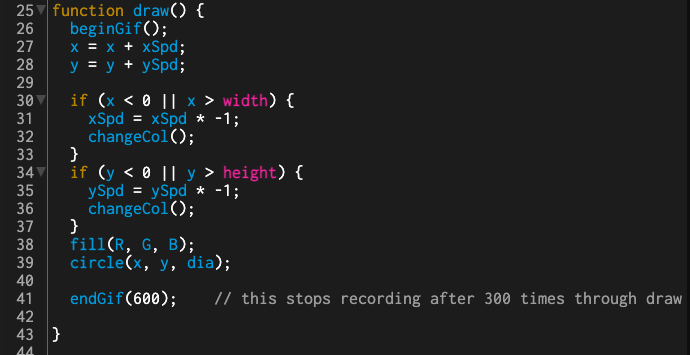 25 function draw() {
26 beginGif();
27 x = x + xSpd;
28 y = y + ySpd;
29
30 if (x < 0 || x > width) {
31 xSpd = xSpd * -1;
32 changeCol();
33 }
34 if (y < 0 || y > height) {
35 ySpd = ySpd * -1;
36 changeCol();
37 }
38 fill(R, G, B);
39 circle(x, y, dia);
40
41 endGif(600); // this stops recording after 300 times through draw
42
43 }
44